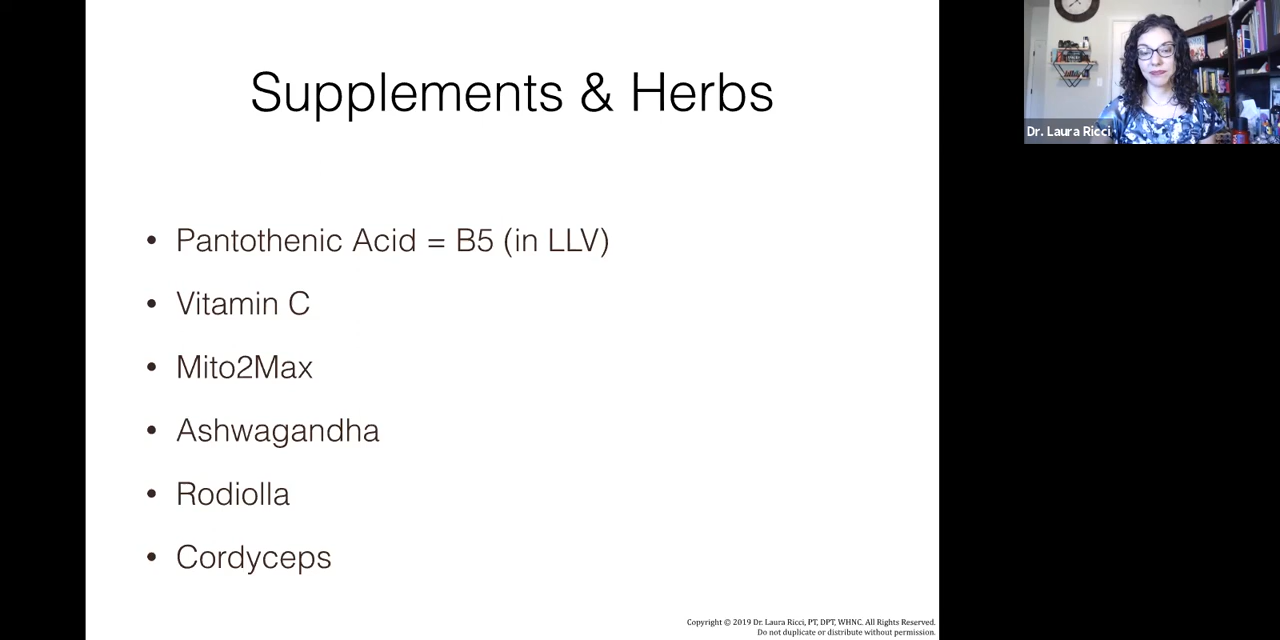 Supplements & Herbs
• Pantothenic Acid = B5 (in LLV)
• Vitamin C
• Mito2Max
• Ashwagandha
• Rodiolla
• Cordyceps
Copyright © 2019 Dr. Laura Ricci, PT, DPT, WHNC. All Rights Reserved.
Do not duplicate or distribute without permission.
Dr. Laura Ricci